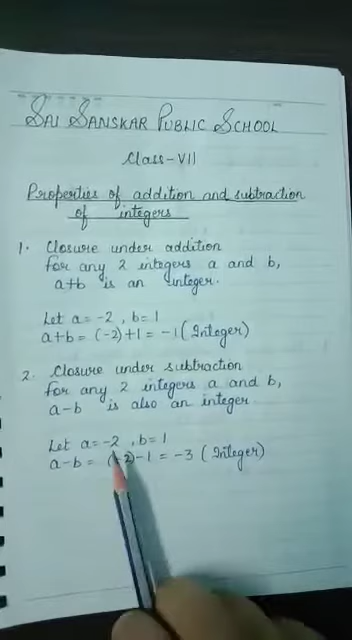 SAI SANSKAR PUBLIC SCHOOL
Class-VII
Properties of addition and subtraction
of integers
1. Closure under addition
for any 2 integers a and b,
a+b is an integer.
Let a=-2, b=1
a+b = (-2)+1 = -1 (Integer)
2. Closure under subtraction
for any 2 integers a and b,
a-b is also an integer.
Let a=-2, b=1
a-b = (-2)-1 = -3 (Integer)